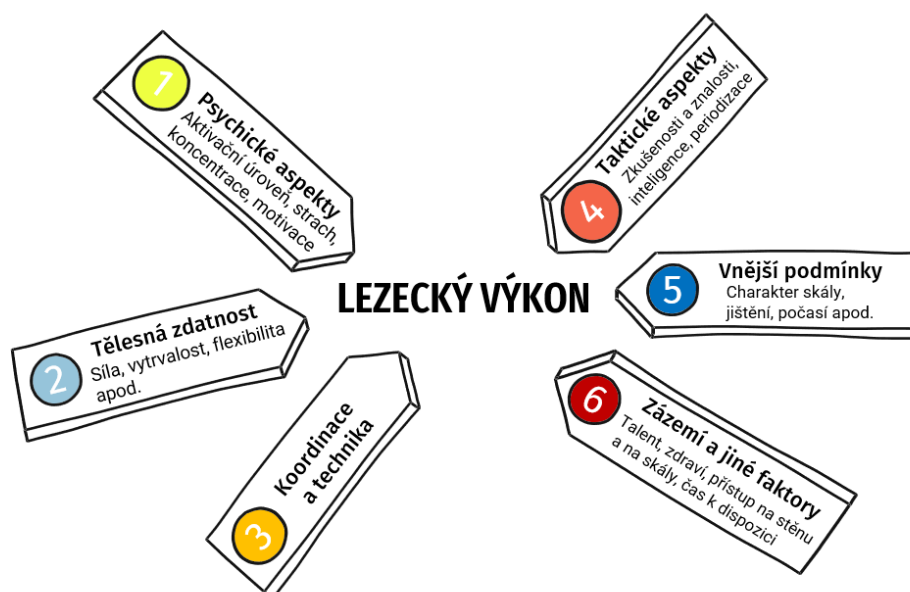 1
Psychické aspekty
Aktivační úroveň, strach,
koncentrace, motivace
2
Tělesná zdatnost
Síla, vytrvalost, flexibilita
apod.
3
Koordinace
a technika
LEZECKÝ VÝKON
4
Taktické aspekty
Zkušenosti a znalosti,
inteligence, periodizace
5
Vnější podmínky
Charakter skály,
jištění, počasí apod.
6
Zázemí a jiné faktory
Talent, zdraví, přístup na stěnu
a na skály, čas k dispozici